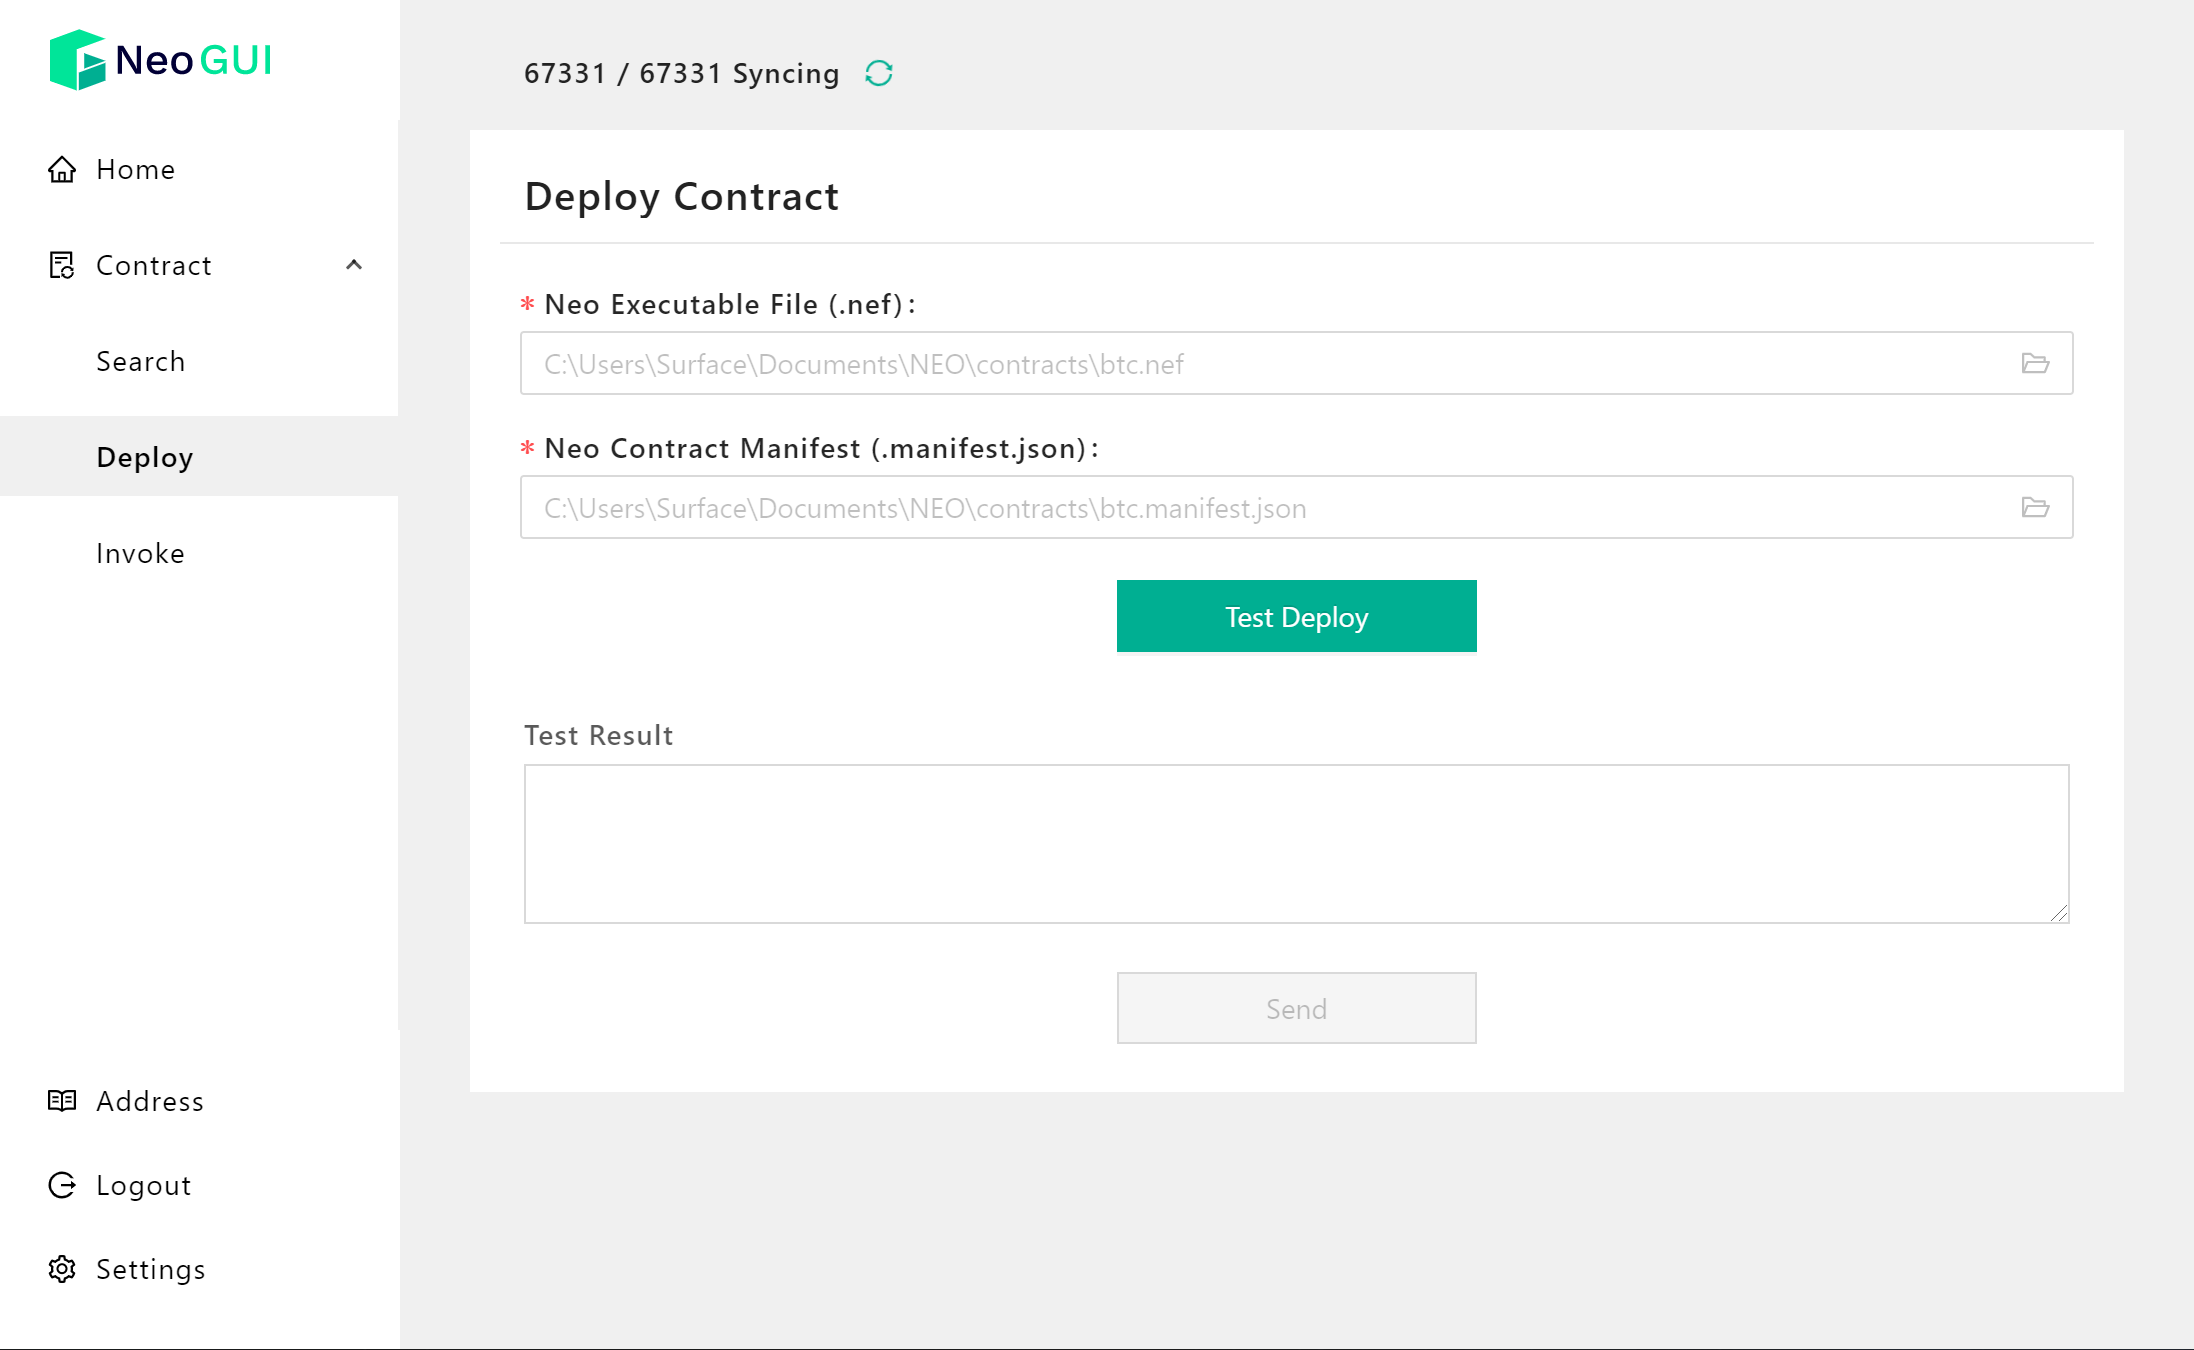 Neo GUI
Home
Contract
Search
Deploy
Invoke
Address
Logout
Settings
67331 / 67331 Syncing
Deploy Contract
* Neo Executable File (.nef):
C:\Users\Surface\Documents\NEO\contracts\btc.nef
* Neo Contract Manifest (.manifest.json):
C:\Users\Surface\Documents\NEO\contracts\btc.manifest.json
Test Deploy
Test Result
Send